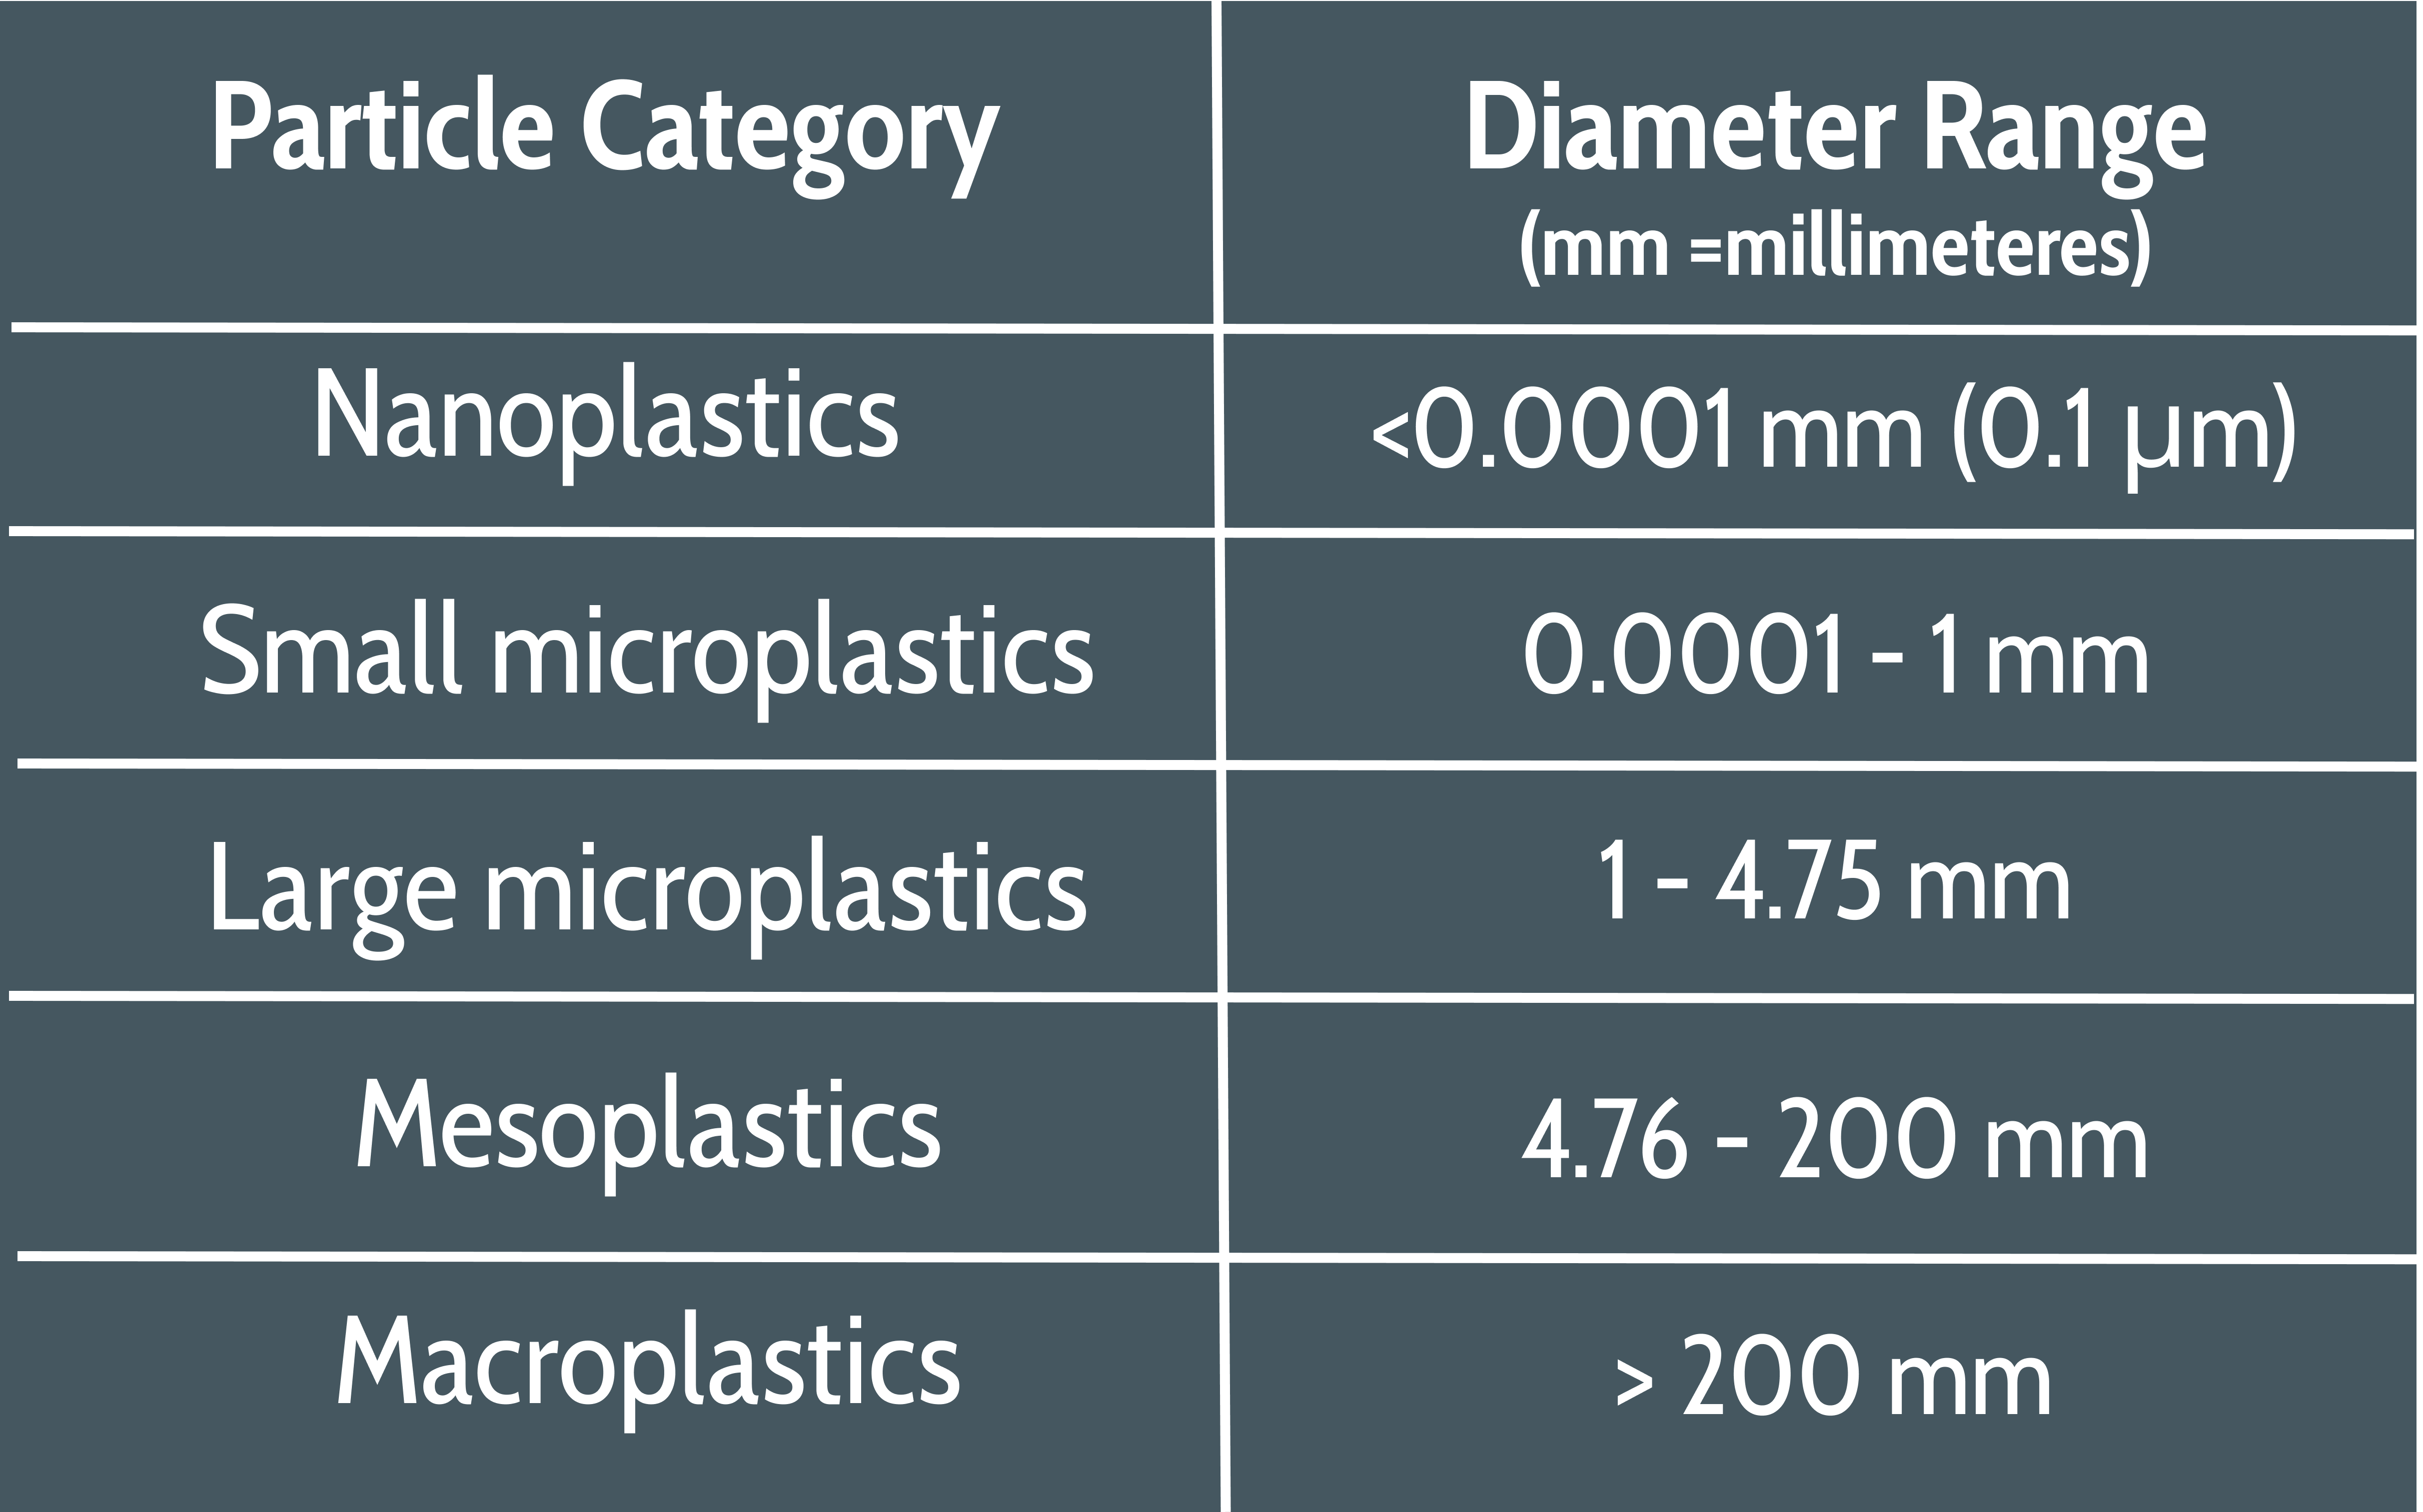 Particle Category
Diameter Range
(mm =millimeteres)
Nanoplastics
<0.0001 mm (0.1 µm)
Small microplastics
0.0001 - 1 mm
Large microplastics
1 - 4.75 mm
Mesoplastics
4.76 - 200 mm
Macroplastics
> 200 mm